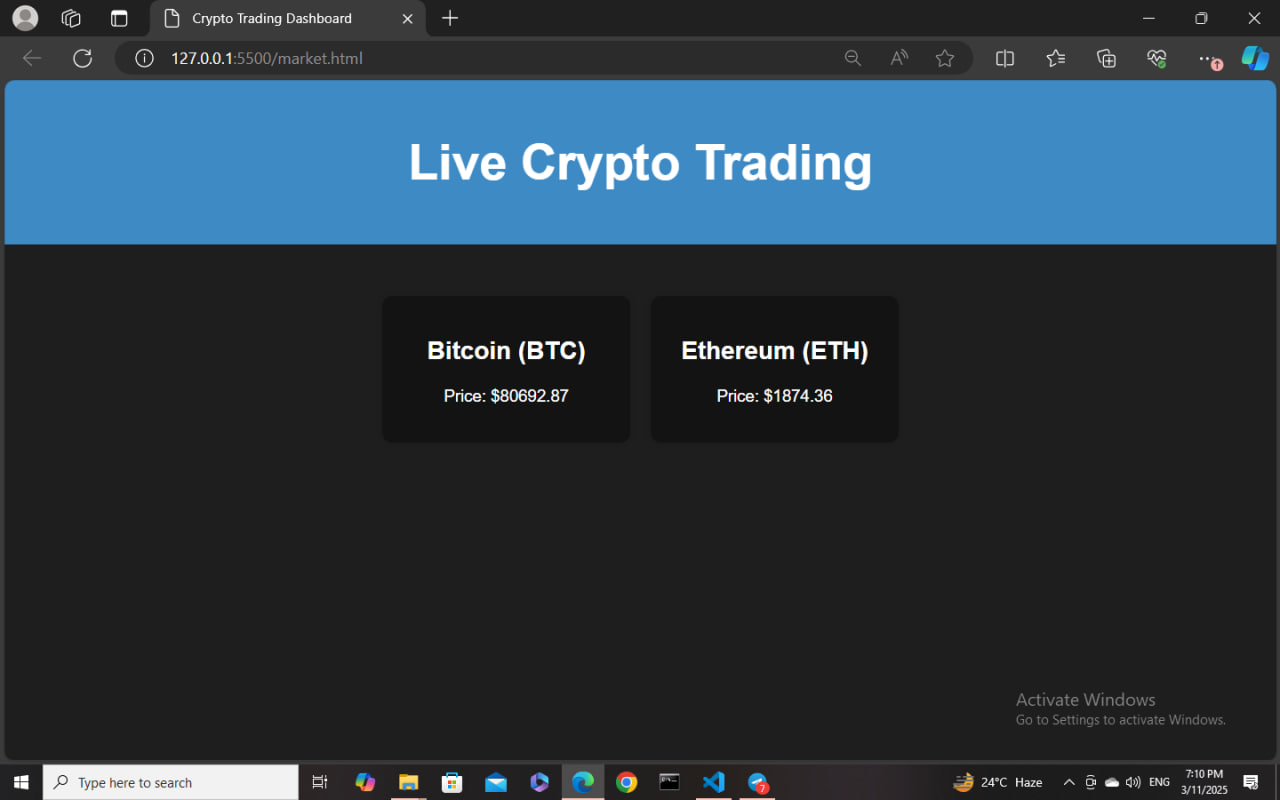 Crypto Trading Dashboard
127.0.0.1:5500/market.html
Live Crypto Trading
Bitcoin (BTC)
Price: $80692.87
Ethereum (ETH)
Price: $1874.36
Activate Windows
Go to Settings to activate Windows.
Type here to search
7
24°C Haze
ENG
7:10 PM
3/11/2025